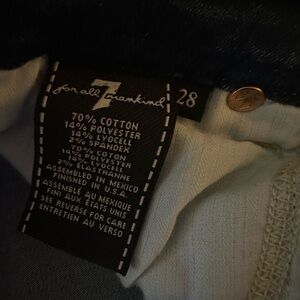 for all 7 mankind
28
70% COTTON
14% POLYESTER
14% LYOCELL
2% SPANDEX
70% COTON
14% POLYESTER
14% LYOCELL
2% ELASTHANNE
ASSEMBLED IN MEXICO
FINISHED IN U.S.A.
ASSEMBLÉ AU MEXIQUE
FINI AUX ÉTATS UNIS
SEE REVERSE FOR CARE
ENTRETIEN AU VERSO